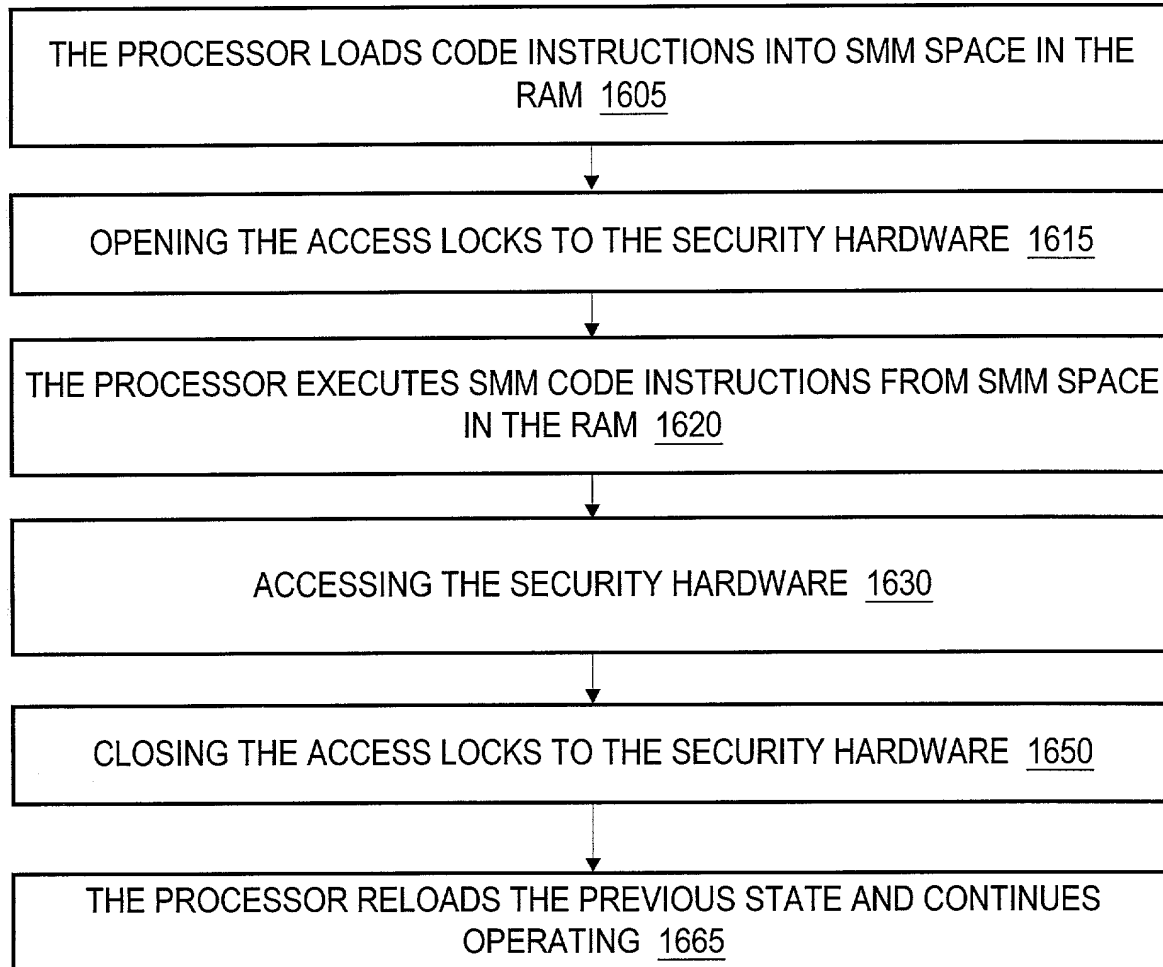 THE PROCESSOR LOADS CODE INSTRUCTIONS INTO SMM SPACE IN THE
RAM 1605
OPENING THE ACCESS LOCKS TO THE SECURITY HARDWARE 1615
THE PROCESSOR EXECUTES SMM CODE INSTRUCTIONS FROM SMM SPACE
IN THE RAM 1620
ACCESSING THE SECURITY HARDWARE 1630
CLOSING THE ACCESS LOCKS TO THE SECURITY HARDWARE 1650
THE PROCESSOR RELOADS THE PREVIOUS STATE AND CONTINUES
OPERATING 1665